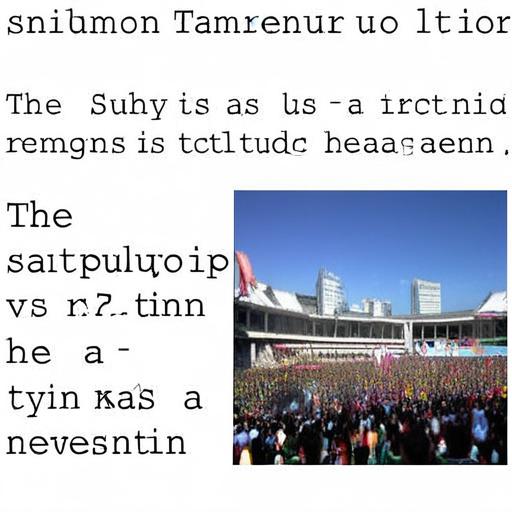 snibmon Tamrenur uo ltior
The Suhy is as us - a irctnid
remgns is tctltudc heaasaenn.
The
saitpuluyoip
vs n?.. tinn
he a -
tyin kas a
nevesntin